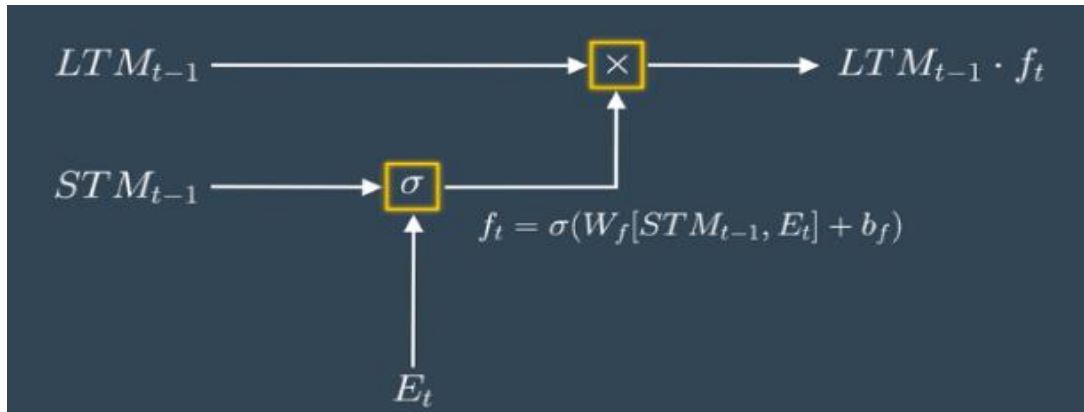 LTM_{t-1} × LTM_{t-1} · f_t
STM_{t-1} σ
f_t = σ(W_f[STM_{t-1}, E_t] + b_f)
E_t